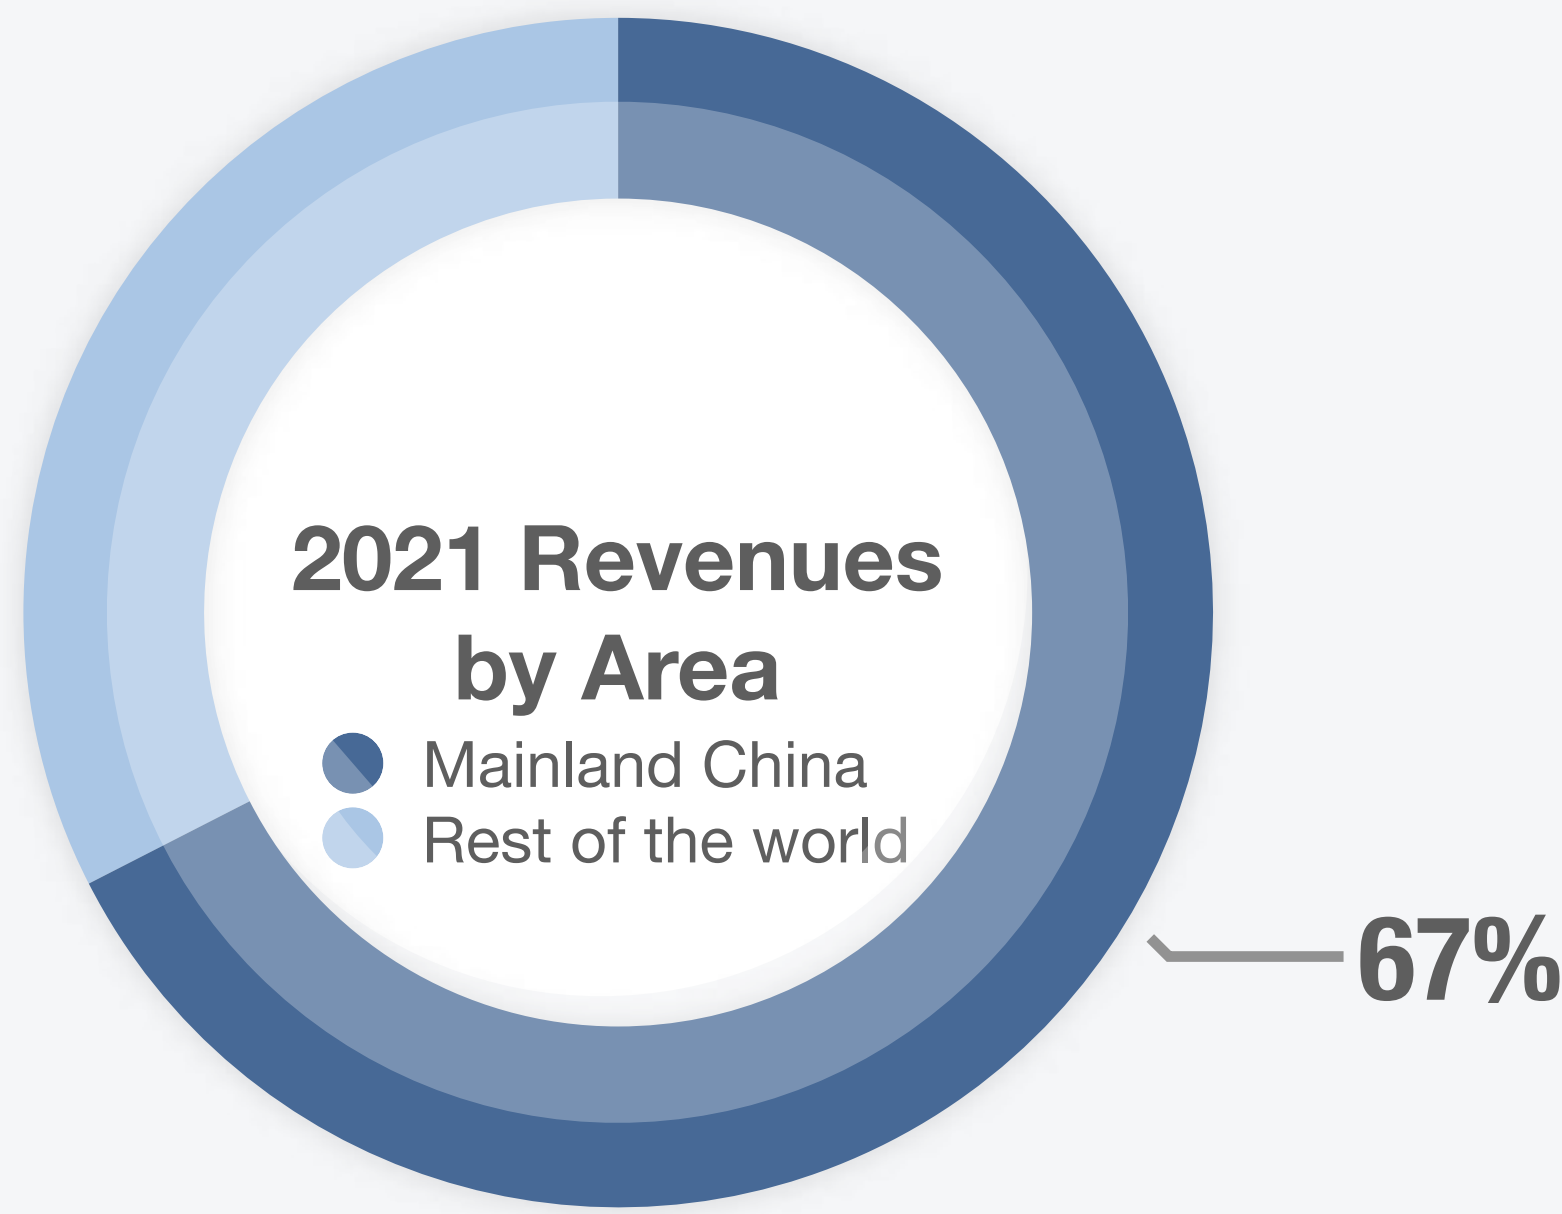 2021 Revenues
by Area
Mainland China
Rest of the world
67%